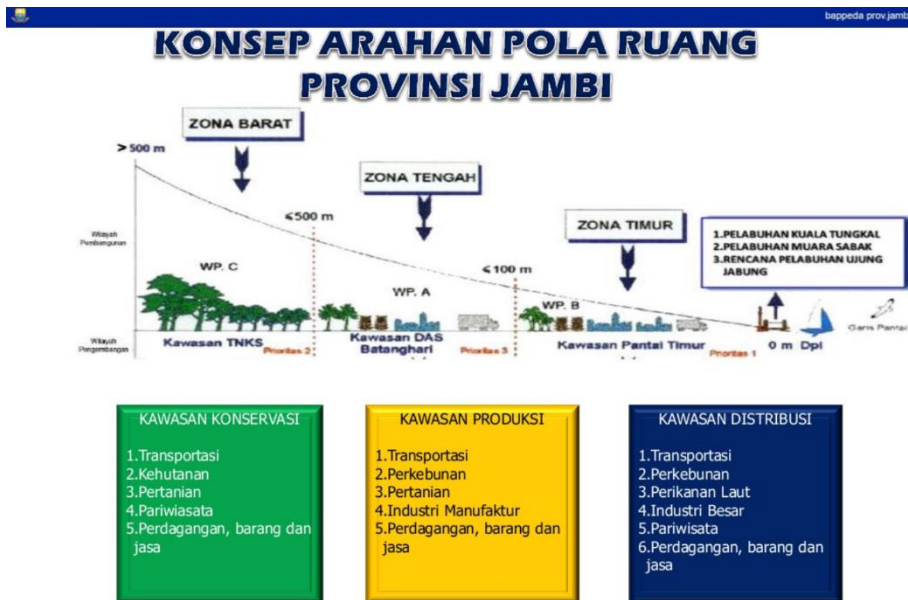 bappeda prov.jamb
KONSEP ARAHAN POLA RUANG
PROVINSI JAMBI
ZONA BARAT
>500 m
ZONA TENGAH
≤500 m
ZONA TIMUR
1.PELABUHAN KUALA TUNGKAL
2.PELABUHAN MUARA SABAK
3.RENCANA PELABUHAN UJUNG
JABUNG
Wilayah
Pembangunan
WP. C
≤100 m
WP. A
WP. B
Garis Pantai
Wilayah
Pengembangan
Kawasan TNKS
Prioritas 2
Kawasan DAS
Batanghari
Prioritas 3
Kawasan Pantai Timur
Prioritas 1
0 m Dpl
KAWASAN KONSERVASI
1.Transportasi
2.Kehutanan
3.Pertanian
4.Pariwiasata
5.Perdagangan, barang dan
jasa
KAWASAN PRODUKSI
1.Transportasi
2.Perkebunan
3.Pertanian
4.Industri Manufaktur
5.Perdagangan, barang dan
jasa
KAWASAN DISTRIBUSI
1.Transportasi
2.Perkebunan
3.Perikanan Laut
4.Industri Besar
5.Pariwisata
6.Perdagangan, barang dan
jasa